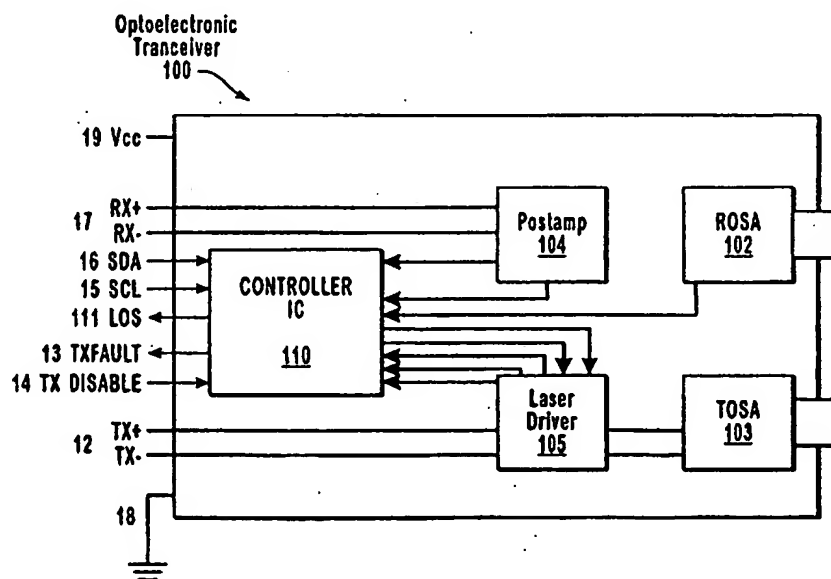 Optoelectronic
Tranceiver
100
19 Vcc
17 RX+
RX-
16 SDA
15 SCL
111 LOS
13 TXFAULT
14 TX DISABLE
12 TX+
TX-
18
CONTROLLER
IC
110
Postamp
104
ROSA
102
Laser
Driver
105
TOSA
103